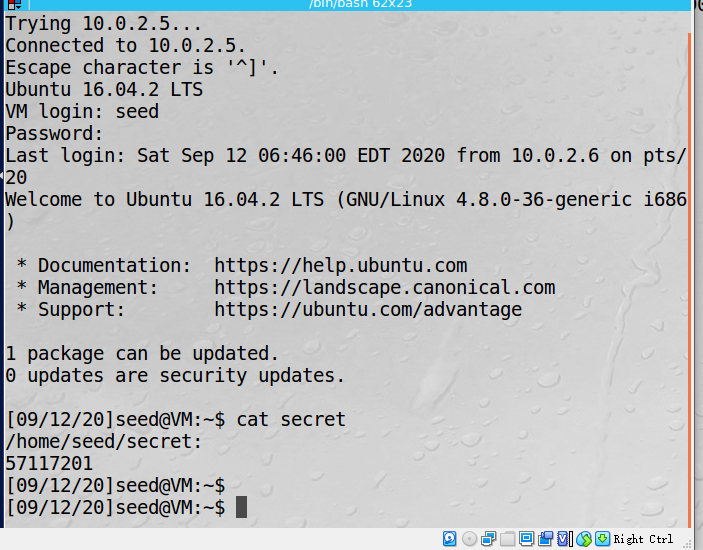 /bin/bash 62x23
Trying 10.0.2.5...
Connected to 10.0.2.5.
Escape character is '^]'.
Ubuntu 16.04.2 LTS
VM login: seed
Password:
Last login: Sat Sep 12 06:46:00 EDT 2020 from 10.0.2.6 on pts/
20
Welcome to Ubuntu 16.04.2 LTS (GNU/Linux 4.8.0-36-generic i686
)
 * Documentation:  https://help.ubuntu.com
 * Management:     https://landscape.canonical.com
 * Support:        https://ubuntu.com/advantage
1 package can be updated.
0 updates are security updates.
[09/12/20]seed@VM:~$ cat secret
/home/seed/secret:
57117201
[09/12/20]seed@VM:~$
[09/12/20]seed@VM:~$
Right Ctrl